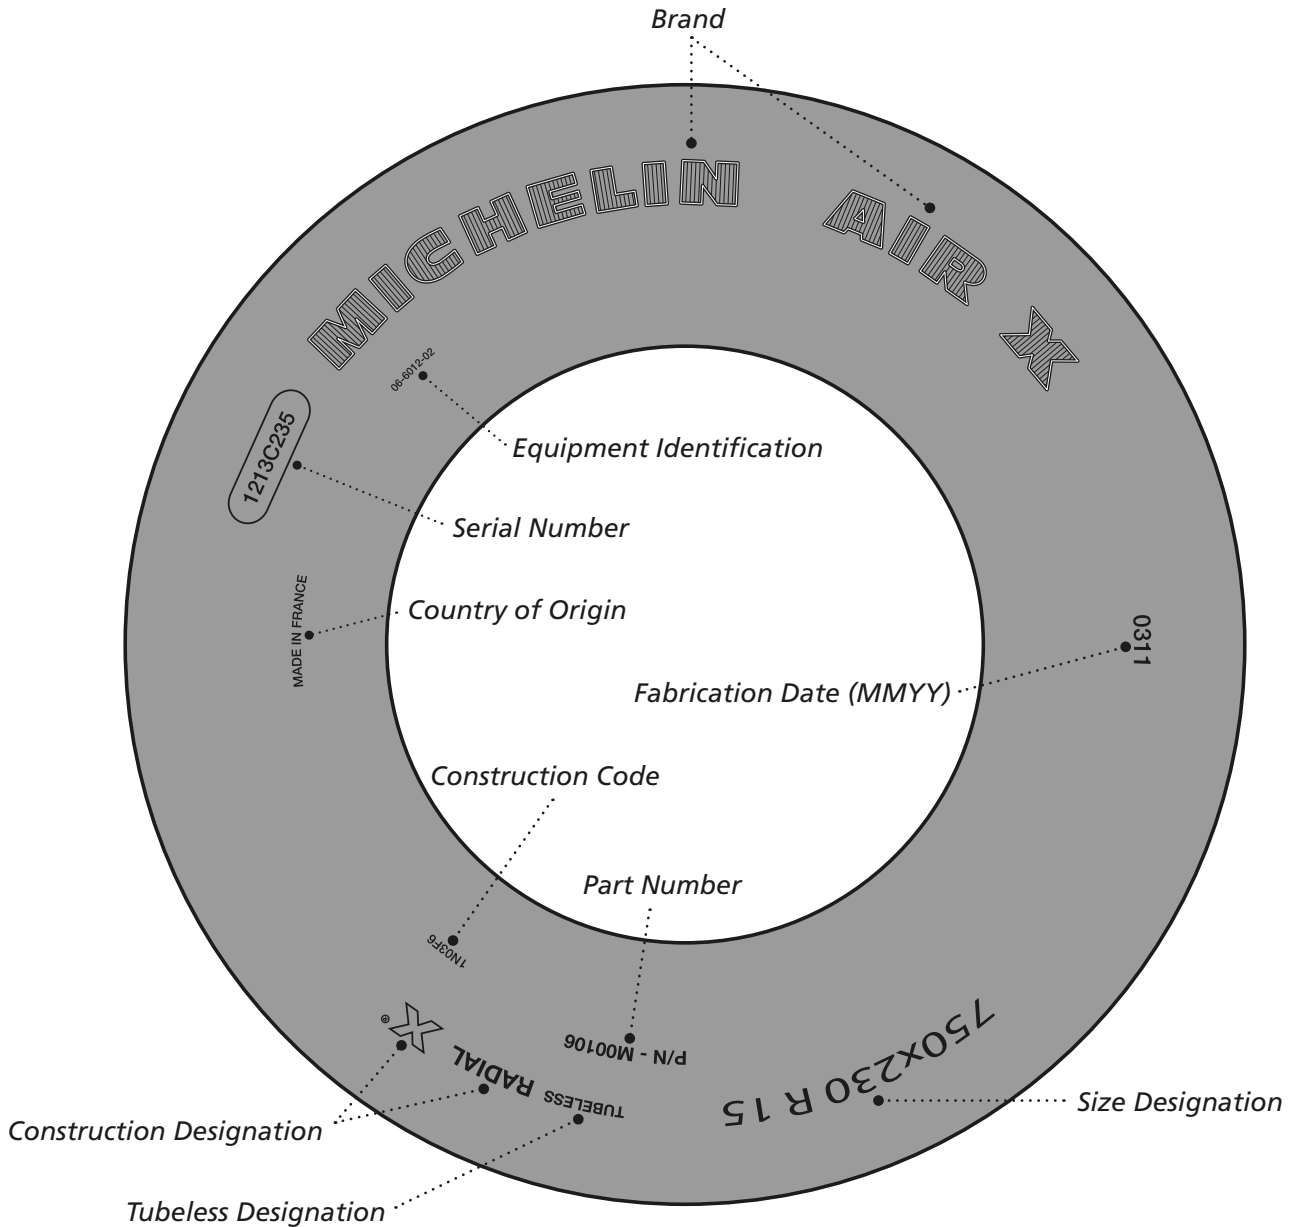 Brand
MICHELIN AIR X
06-6012-02
Equipment Identification
1213C235
Serial Number
MADE IN FRANCE
Country of Origin
0311
Fabrication Date (MMYY)
Construction Code
1N03F6
Part Number
P/N - M00106
750x230 R 15
Size Designation
TUBELESS RADIAL X®
Construction Designation
Tubeless Designation